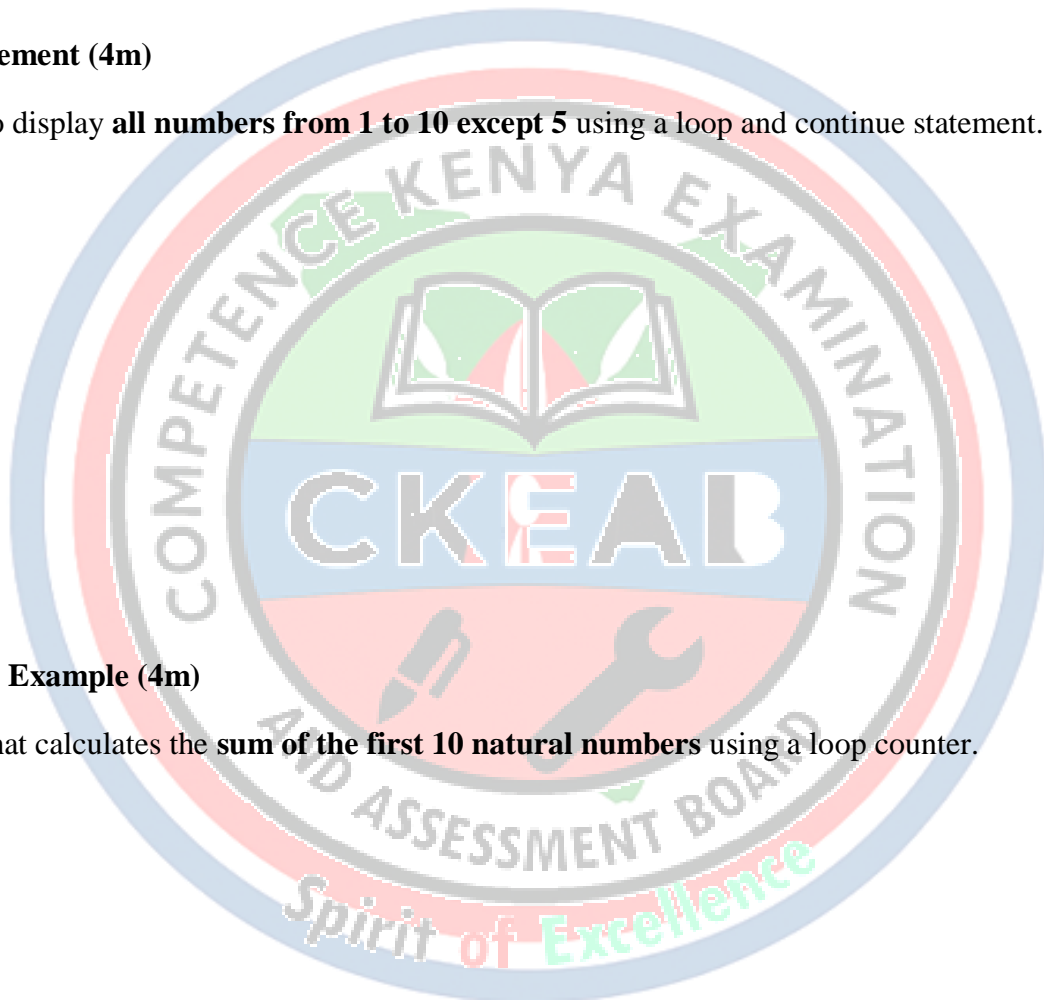 ement (4m)
o display all numbers from 1 to 10 except 5 using a loop and continue statement.
COMPETENCE KENYA EXAMINATION
CKEAB
Example (4m)
hat calculates the sum of the first 10 natural numbers using a loop counter.
AND ASSESSMENT BOARD
Spirit of Excellence